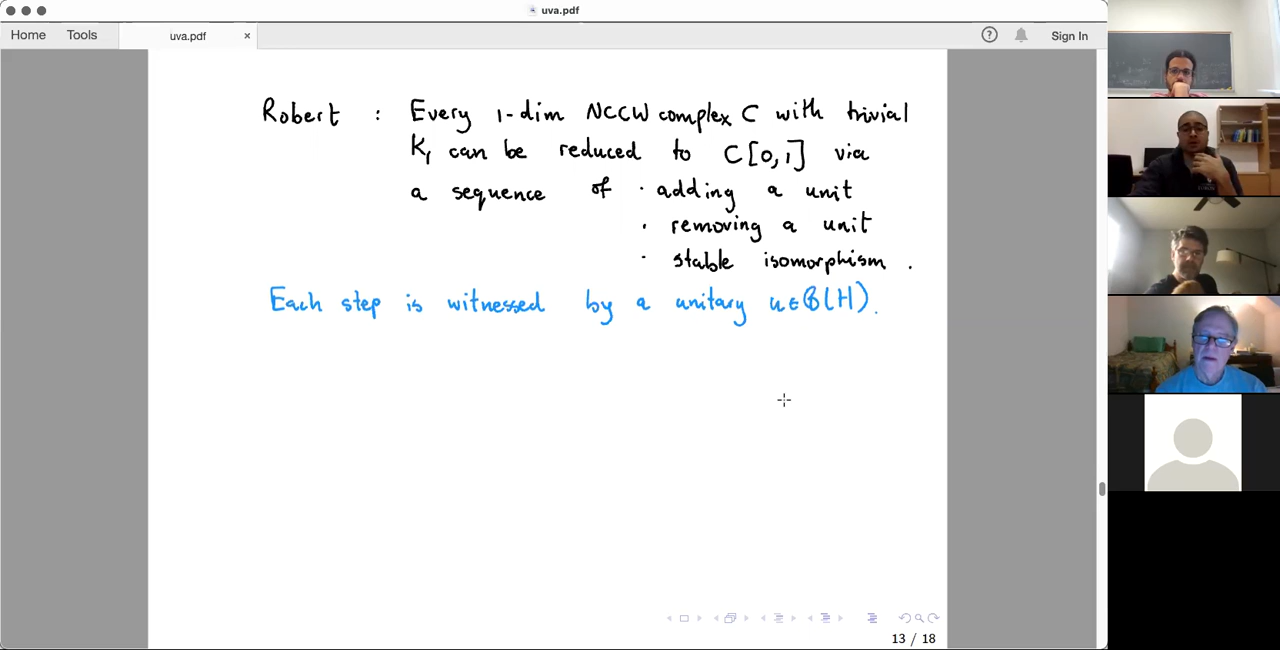 uva.pdf
Home Tools uva.pdf × Sign In
Robert : Every 1-dim NCCW complex C with trivial
K₁ can be reduced to C[0,1] via
a sequence of · adding a unit
· removing a unit
· stable isomorphism .
Each step is witnessed by a unitary u ∈ B(H).
13 / 18